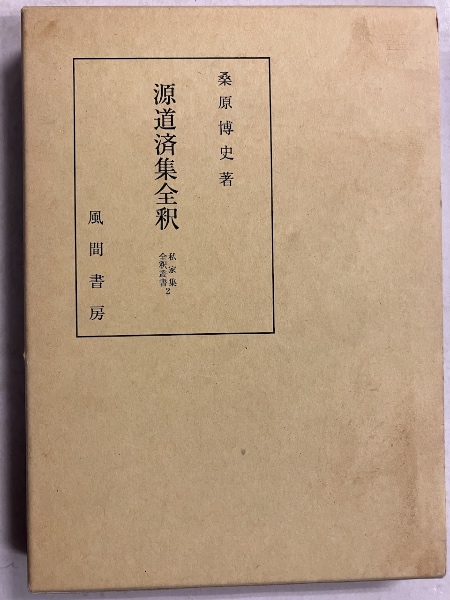 桑原博史著
源道済集全釈
私家集
全釈叢書2
風間書房